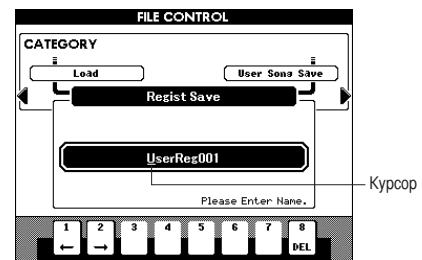 FILE CONTROL
CATEGORY
Load
User Song Save
Regist Save
UserReg001
Курсор
Please Enter Name.
1 2 3 4 5 6 7 8
← → DEL